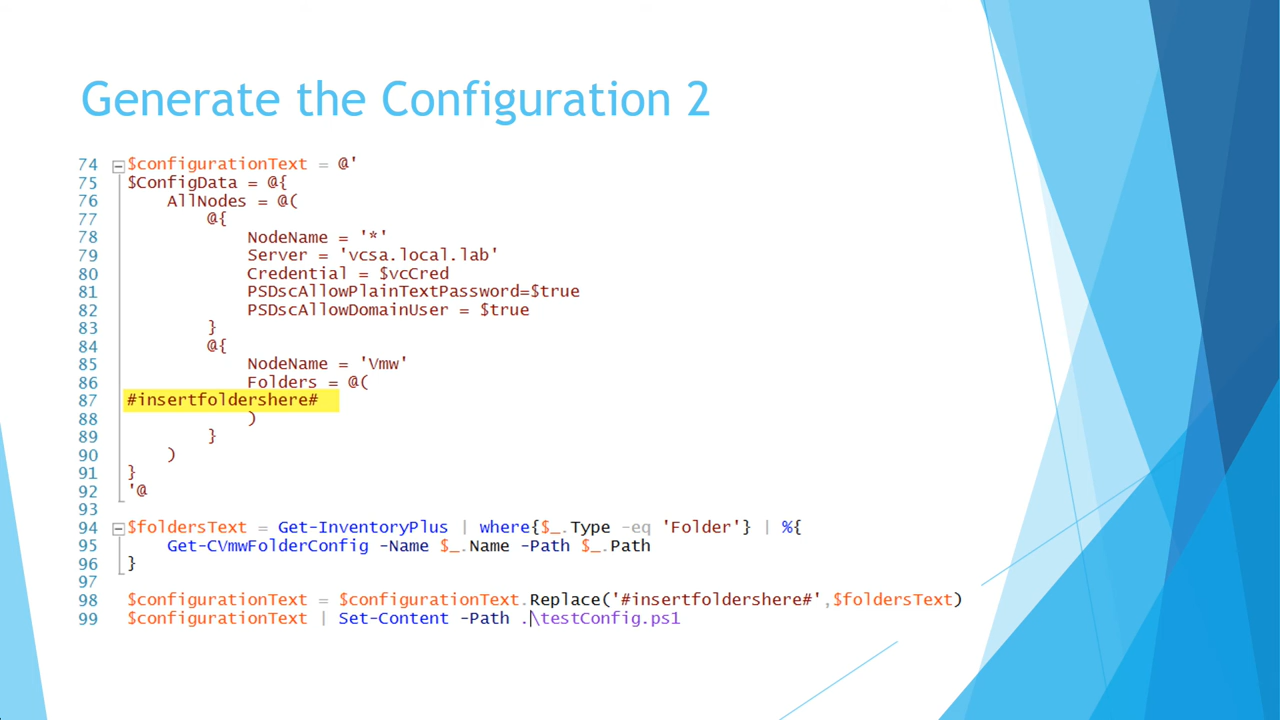 Generate the Configuration 2
74 $configurationText = @'
75 $ConfigData = @{
76 AllNodes = @(
77 @{
78 NodeName = '*'
79 Server = 'vcsa.local.lab'
80 Credential = $vcCred
81 PSDscAllowPlainTextPassword=$true
82 PSDscAllowDomainUser = $true
83 }
84 @{
85 NodeName = 'Vmw'
86 Folders = @(
87 #insertfoldershere#
88 )
89 }
90 )
91 }
92 '@
93
94 $foldersText = Get-InventoryPlus | where{$_.Type -eq 'Folder'} | %{
95 Get-CVmwFolderConfig -Name $_.Name -Path $_.Path
96 }
97
98 $configurationText = $configurationText.Replace('#insertfoldershere#',$foldersText)
99 $configurationText | Set-Content -Path .\testConfig.ps1